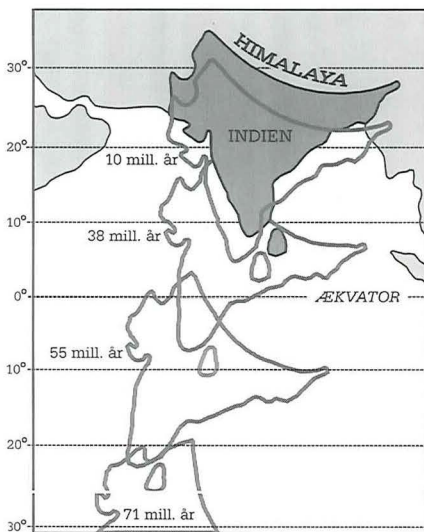 HIMALAYA
30°
INDIEN
20°
10 mill. år
10°
38 mill. år
0°
ÆKVATOR
55 mill. år
10°
20°
71 mill. år
30°